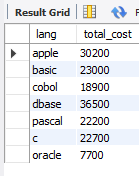 Result Grid
lang total_cost
apple 30200
basic 23000
cobol 18900
dbase 36500
pascal 22200
c 22700
oracle 7700